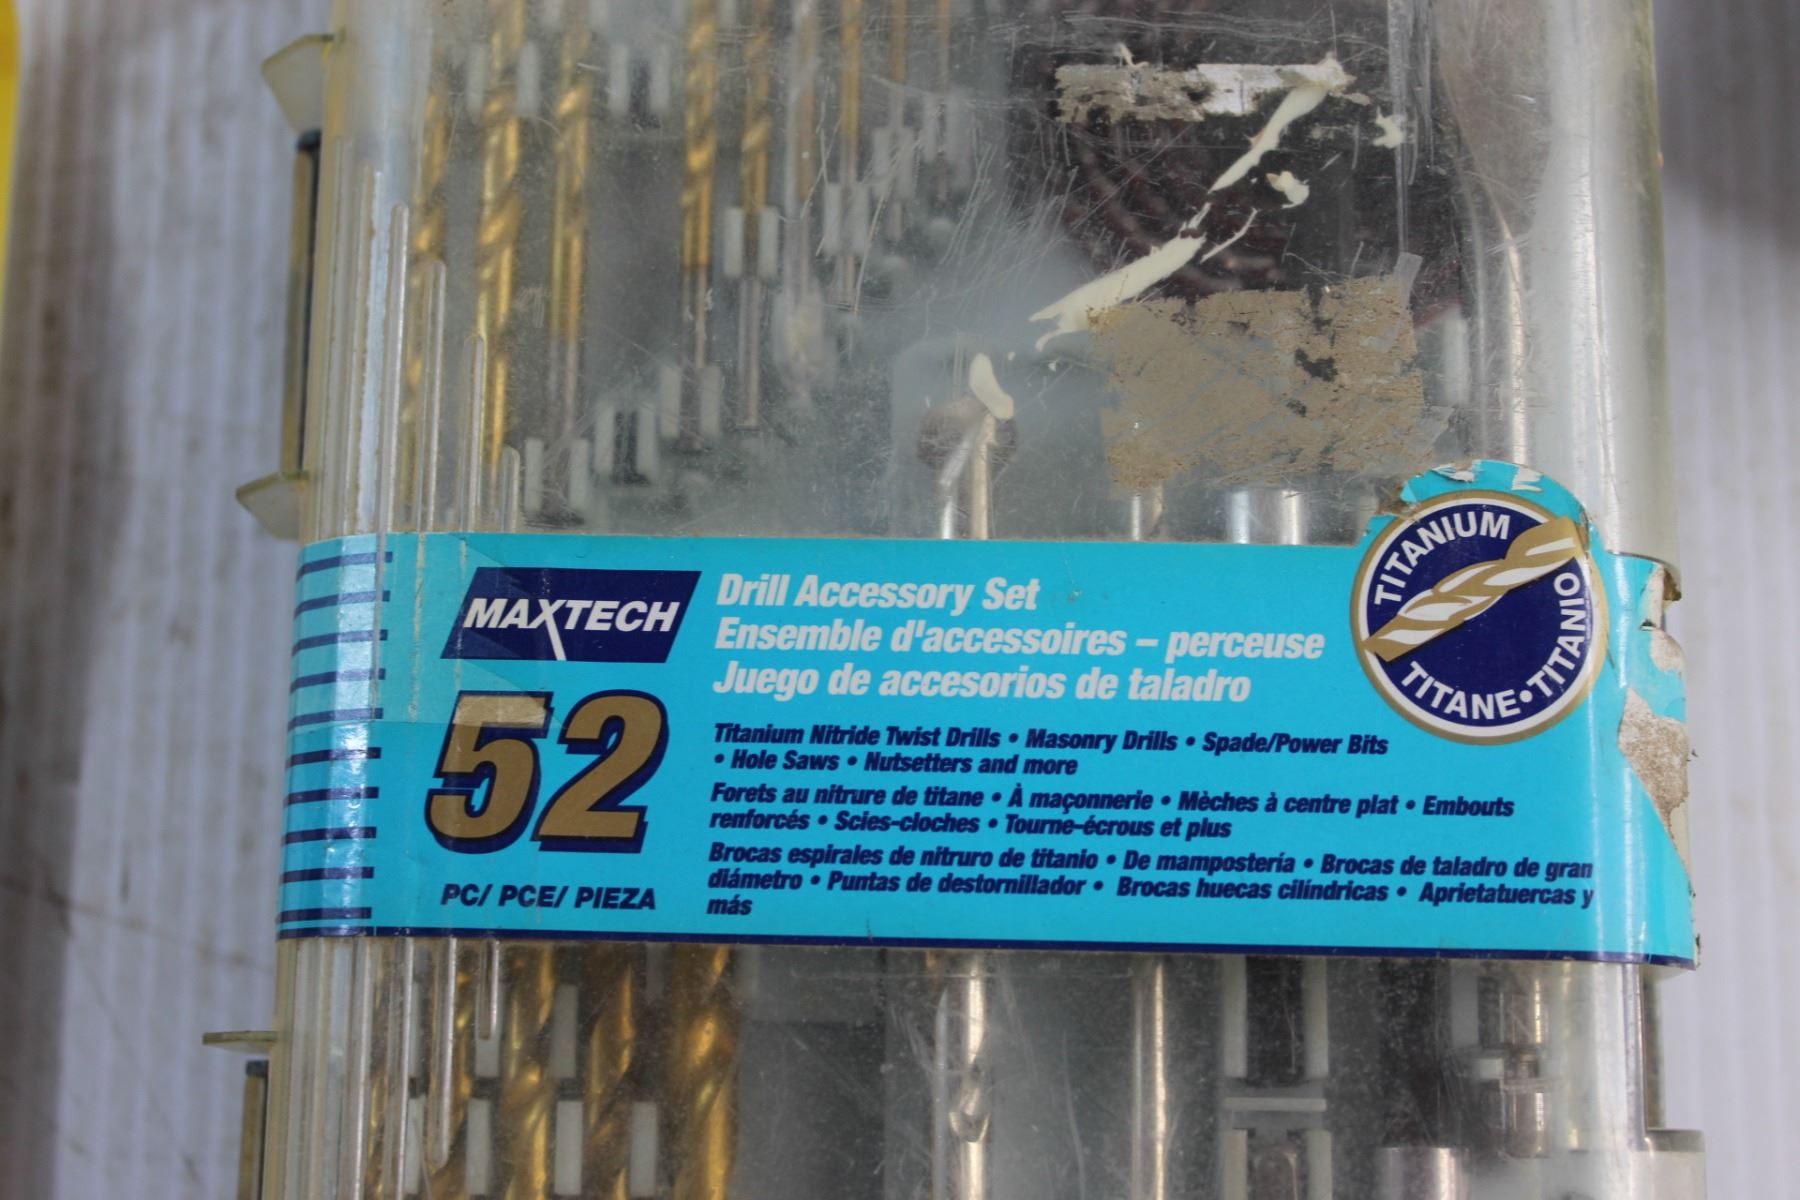 MAXTECH
52
PC/ PCE/ PIEZA
Drill Accessory Set
Ensemble d'accessoires – perceuse
Juego de accesorios de taladro
Titanium Nitride Twist Drills • Masonry Drills • Spade/Power Bits
• Hole Saws • Nutsetters and more
Forets au nitrure de titane • À maçonnerie • Mèches à centre plat • Embouts
renforcés • Scies-cloches • Tourne-écrous et plus
Brocas espirales de nitruro de titanio • De mampostería • Brocas de taladro de gran
diámetro • Puntas de destornillador • Brocas huecas cilíndricas • Aprietatuercas y
más
TITANIUM
TITANE•TITANIO